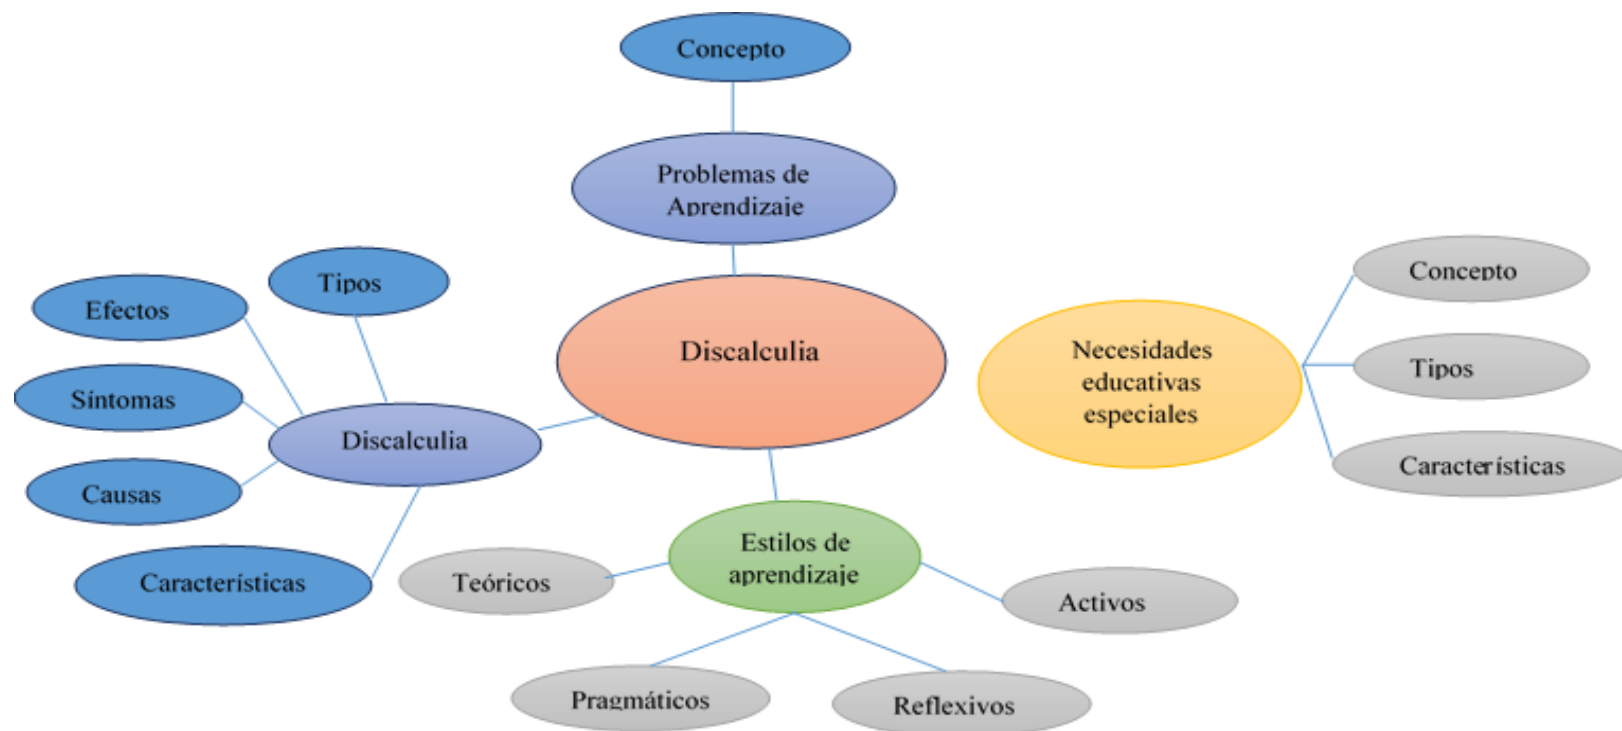 Concepto
Problemas de
Aprendizaje
Tipos
Efectos
Síntomas
Discalculia
Causas
Características
Discalculia
Necesidades
educativas
especiales
Concepto
Tipos
Características
Estilos de
aprendizaje
Teóricos
Activos
Pragmáticos
Reflexivos